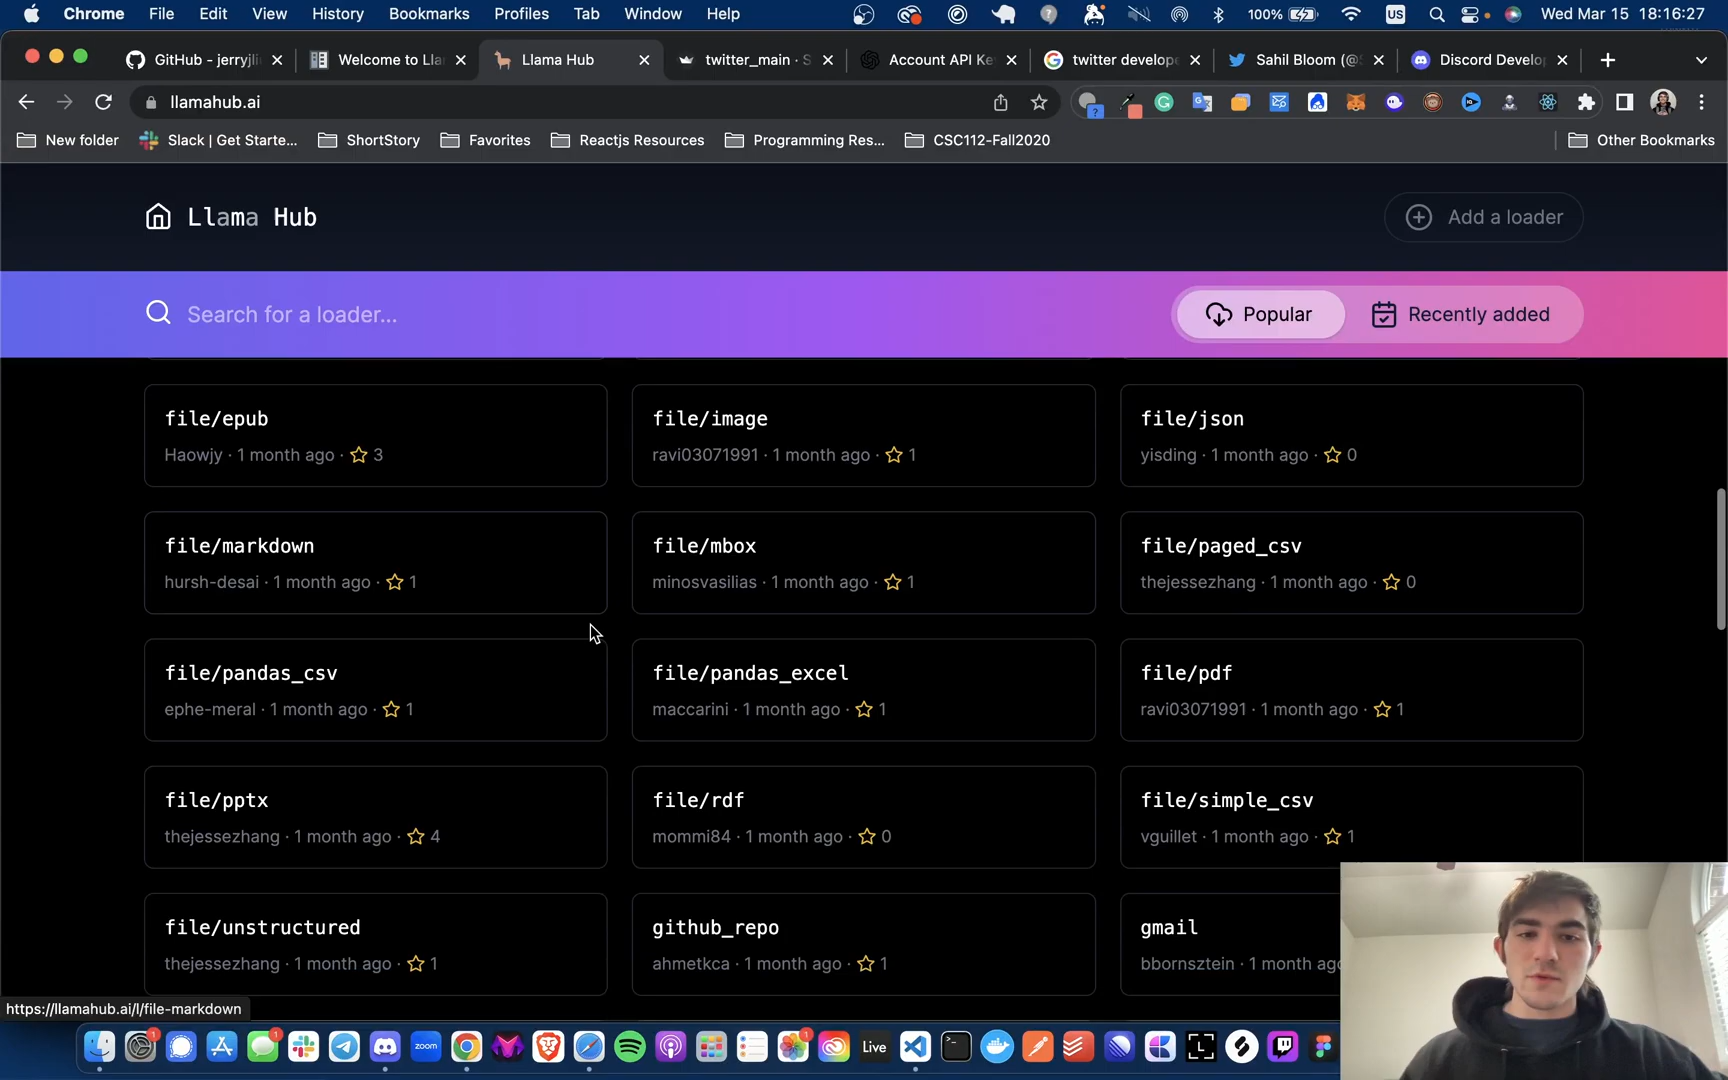 Chrome File Edit View History Bookmarks Profiles Tab Window Help 100% US Wed Mar 15 18:16:27
GitHub - jerryjli Welcome to Lla Llama Hub twitter_main · S Account API Ke twitter develope Sahil Bloom (@S Discord Develo
llamahub.ai
New folder Slack | Get Starte... ShortStory Favorites Reactjs Resources Programming Res... CSC112-Fall2020 Other Bookmarks
Llama Hub Add a loader
Search for a loader... Popular Recently added
file/epub file/image file/json
Haowjy · 1 month ago · 3 ravi03071991 · 1 month ago · 1 yisding · 1 month ago · 0
file/markdown file/mbox file/paged_csv
hursh-desai · 1 month ago · 1 minosvasilias · 1 month ago · 1 thejessezhang · 1 month ago · 0
file/pandas_csv file/pandas_excel file/pdf
ephe-meral · 1 month ago · 1 maccarini · 1 month ago · 1 ravi03071991 · 1 month ago · 1
file/pptx file/rdf file/simple_csv
thejessezhang · 1 month ago · 4 mommi84 · 1 month ago · 0 vguillet · 1 month ago · 1
file/unstructured github_repo gmail
thejessezhang · 1 month ago · 1 ahmetkca · 1 month ago · 1 bbornsztein · 1 month ago
https://llamahub.ai/l/file-markdown
1 1 zoom 1 Live